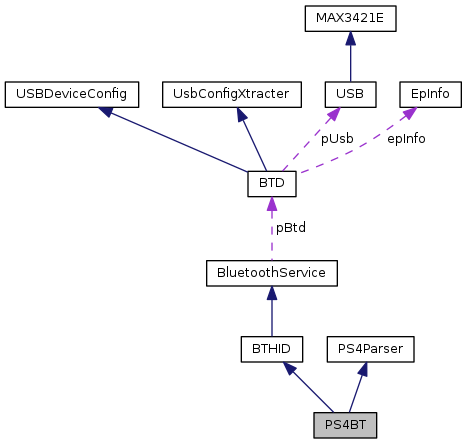 MAX3421E
USBDeviceConfig
UsbConfigXtracter
USB
EpInfo
pUsb
epInfo
BTD
pBtd
BluetoothService
BTHID
PS4Parser
PS4BT